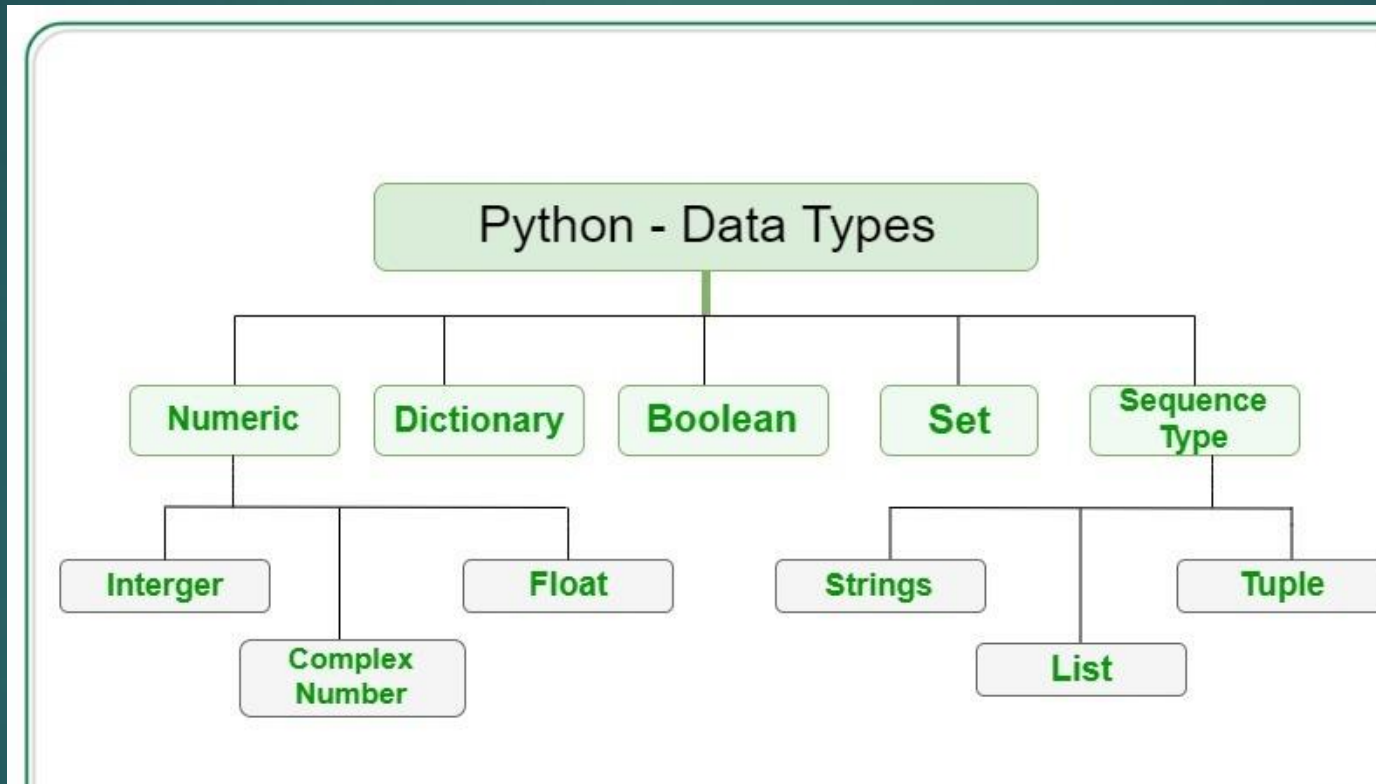 Python - Data Types
Numeric
Dictionary
Boolean
Set
Sequence
Type
Interger
Float
Strings
Tuple
Complex
Number
List